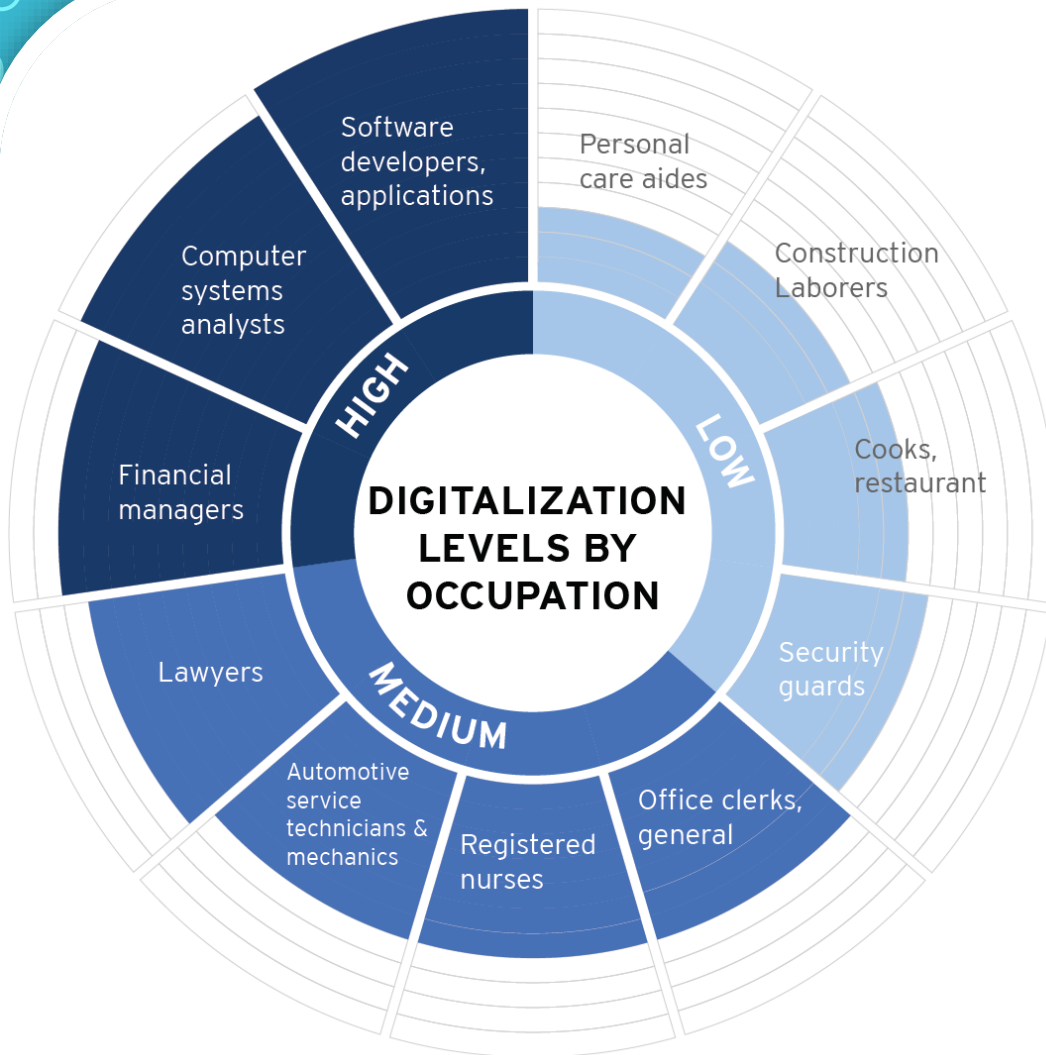 DIGITALIZATION
LEVELS BY
OCCUPATION
HIGH
Software
developers,
applications
Computer
systems
analysts
Financial
managers
MEDIUM
Lawyers
Automotive
service
technicians &
mechanics
Registered
nurses
Office clerks,
general
LOW
Security
guards
Cooks,
restaurant
Construction
Laborers
Personal
care aides